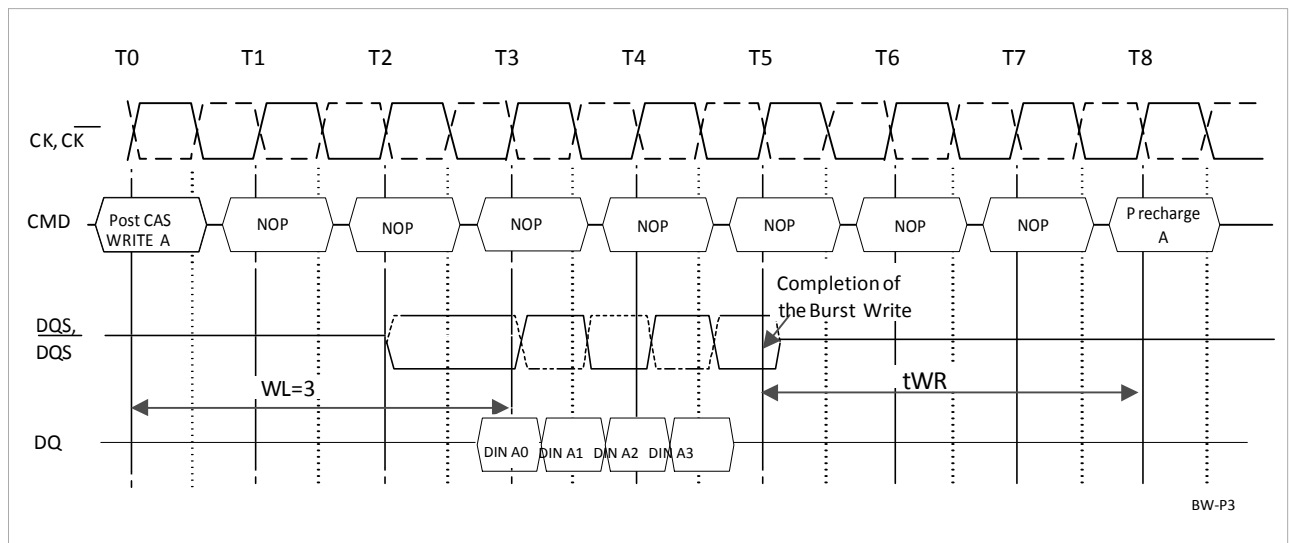 T0 T1 T2 T3 T4 T5 T6 T7 T8
CK, CK
CMD
Post CAS
WRITE A
NOP NOP NOP NOP NOP NOP NOP
P recharge
A
Completion of
the Burst Write
DQS,
DQS
WL=3
tWR
DQ
DIN A0 DIN A1 DIN A2 DIN A3
BW-P3